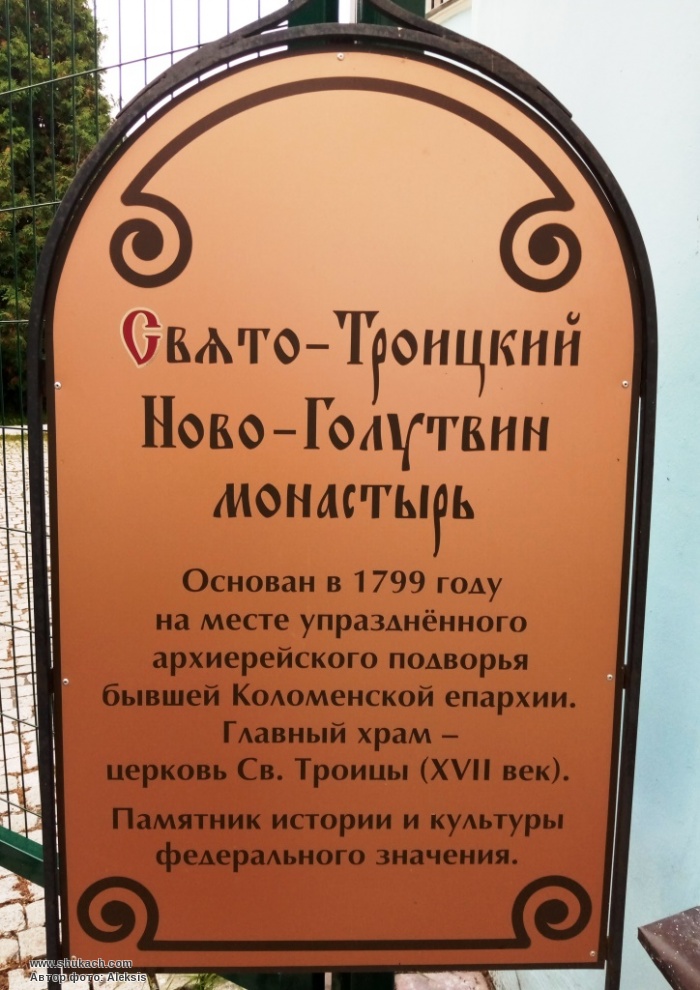 Свято-Троицкий
Ново-Голутвин
монастырь
Основан в 1799 году
на месте упразднённого
архиерейского подворья
бывшей Коломенской епархии.
Главный храм –
церковь Св. Троицы (XVII век).
Памятник истории и культуры
федерального значения.
www.shukach.com
Автор фото: Aleksis